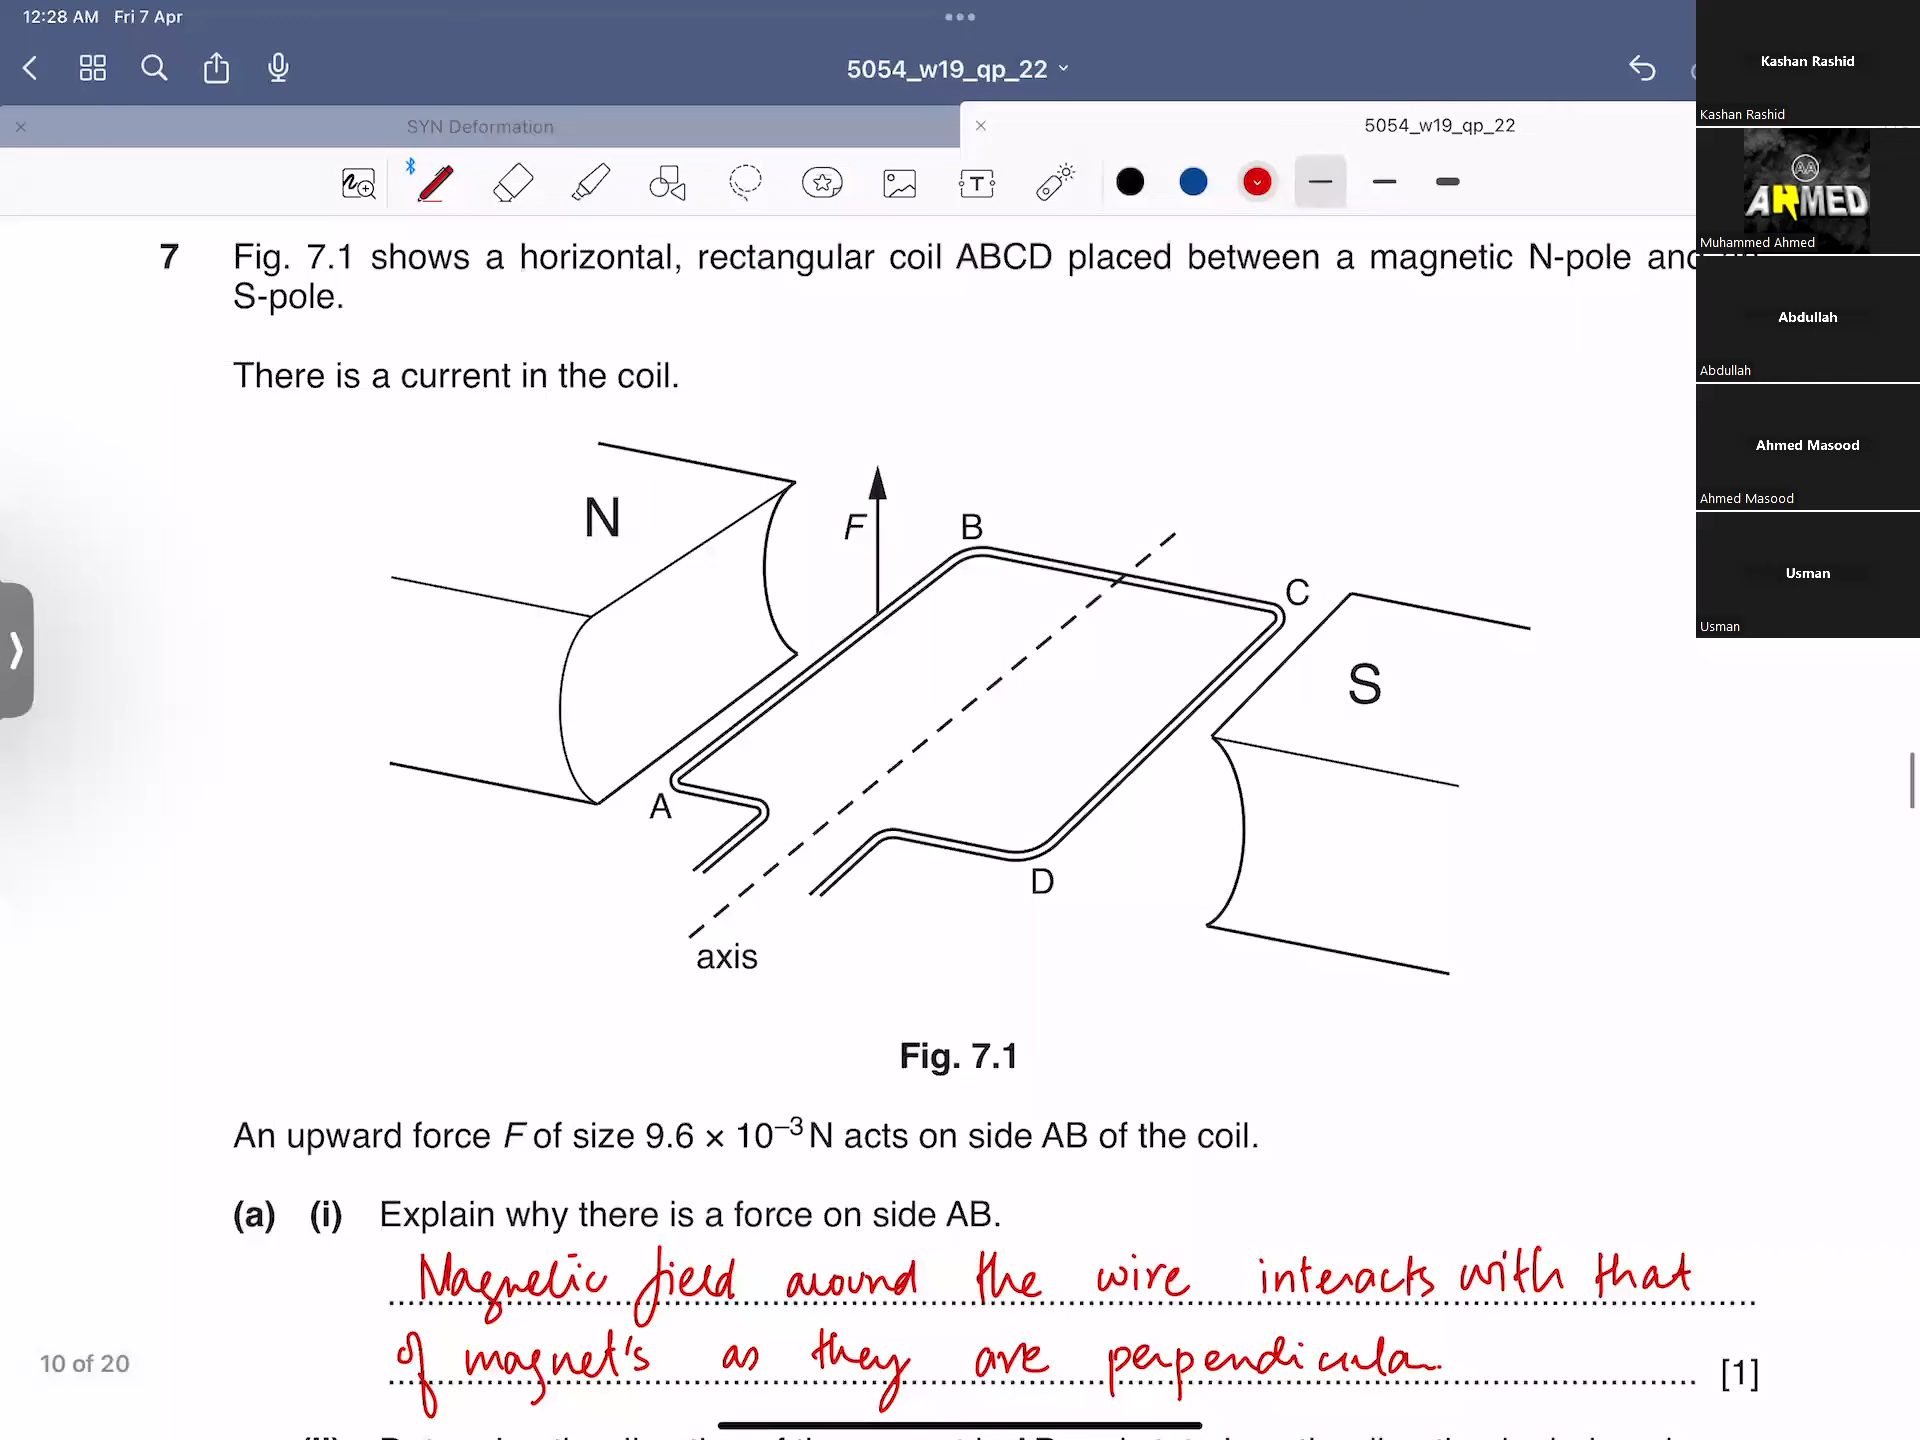 12:28 AM Fri 7 Apr
5054_w19_qp_22
SYN Deformation
5054_w19_qp_22
T
Kashan Rashid
Kashan Rashid
AA
AHMED
Muhammed Ahmed
Abdullah
Abdullah
Ahmed Masood
Ahmed Masood
Usman
Usman
7 Fig. 7.1 shows a horizontal, rectangular coil ABCD placed between a magnetic N-pole and
S-pole.
There is a current in the coil.
N
F
B
C
S
A
D
axis
Fig. 7.1
An upward force F of size 9.6 × 10⁻³ N acts on side AB of the coil.
(a) (i) Explain why there is a force on side AB.
Magnetic field around the wire interacts with that
of magnet's as they are perpendicular.
[1]
10 of 20